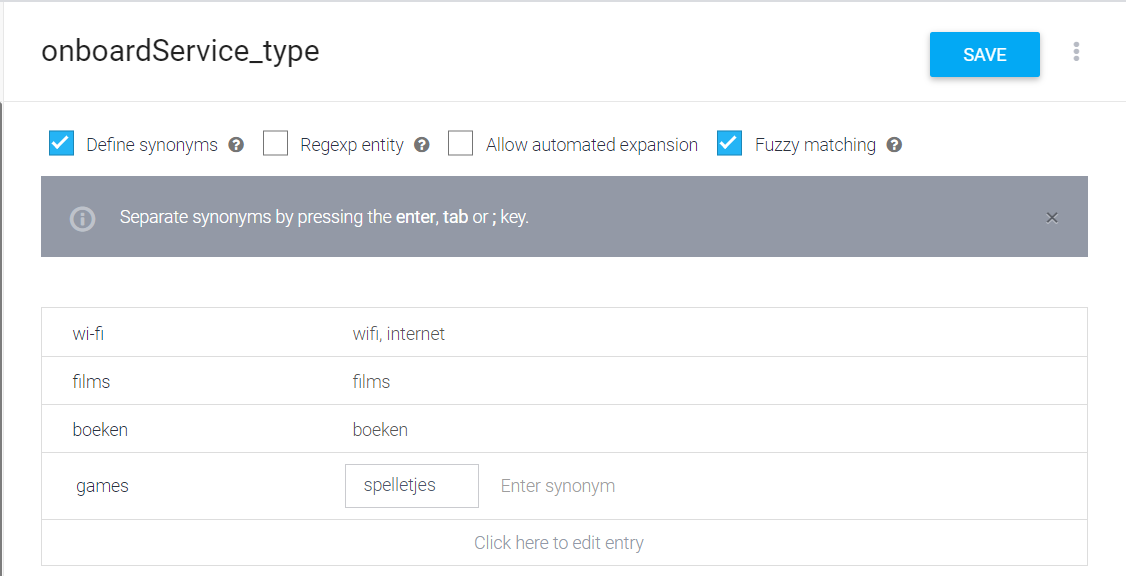 onboardService_type
SAVE
Define synonyms ? Regexp entity ? Allow automated expansion Fuzzy matching ?
Separate synonyms by pressing the enter, tab or ; key.
wi-fi wifi, internet
films films
boeken boeken
games spelletjes Enter synonym
Click here to edit entry